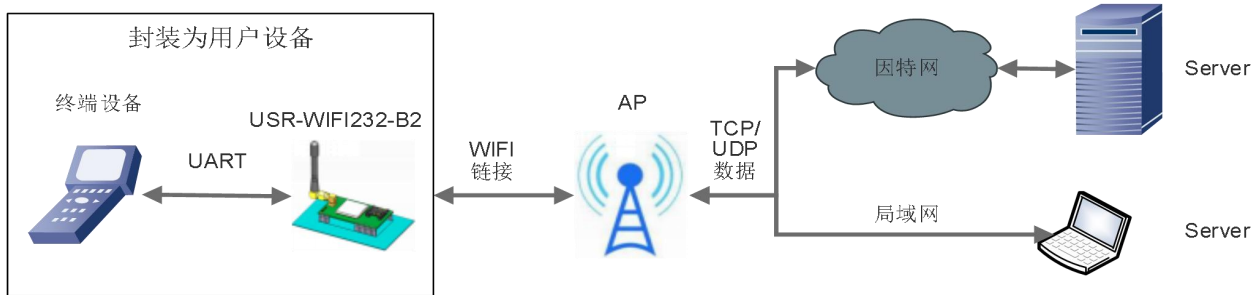 封装为用户设备
终端设备
USR-WIFI232-B2
UART
WIFI
链接
AP
TCP/
UDP
数据
因特网
Server
局域网
Server